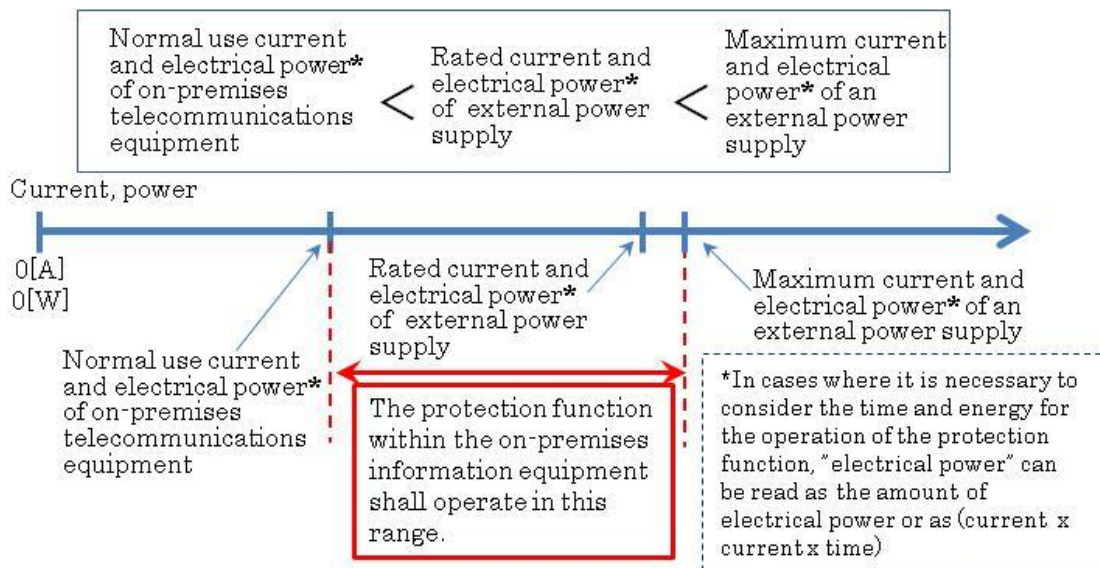 Normal use current
and electrical power*
of on-premises
telecommunications
equipment
<
Rated current and
electrical power*
of external power
supply
<
Maximum current
and electrical
power* of an
external power
supply
Current, power
0[A]
0[W]
Normal use current
and electrical power*
of on-premises
telecommunications
equipment
Rated current and
electrical power*
of external power
supply
Maximum current and
electrical power* of an
external power supply
The protection function
within the on-premises
information equipment
shall operate in this
range.
*In cases where it is necessary to
consider the time and energy for
the operation of the protection
function, "electrical power" can
be read as the amount of
electrical power or as (current x
current x time)